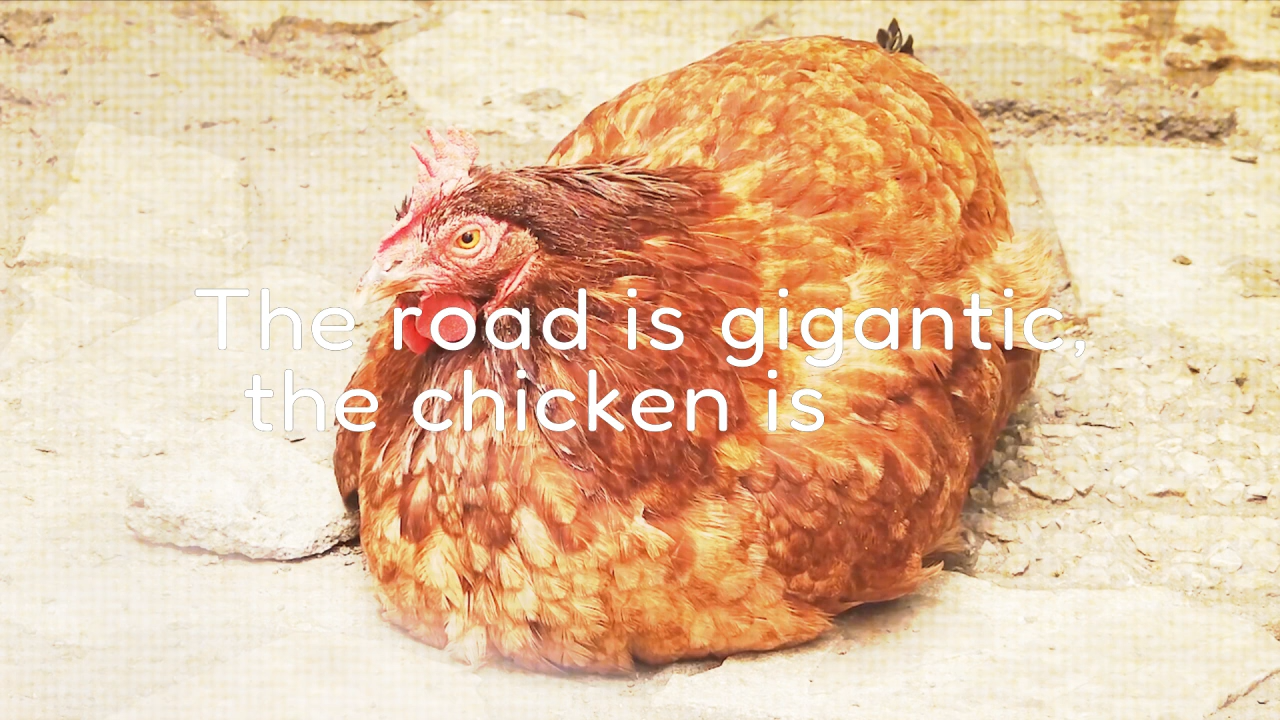 The road is gigantic,
the chicken is